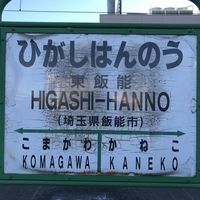 ひがしはんのう
東飯能
HIGASHI-HANNO
(埼玉県飯能市)
こまがわ かねこ
KOMAGAWA KANEKO